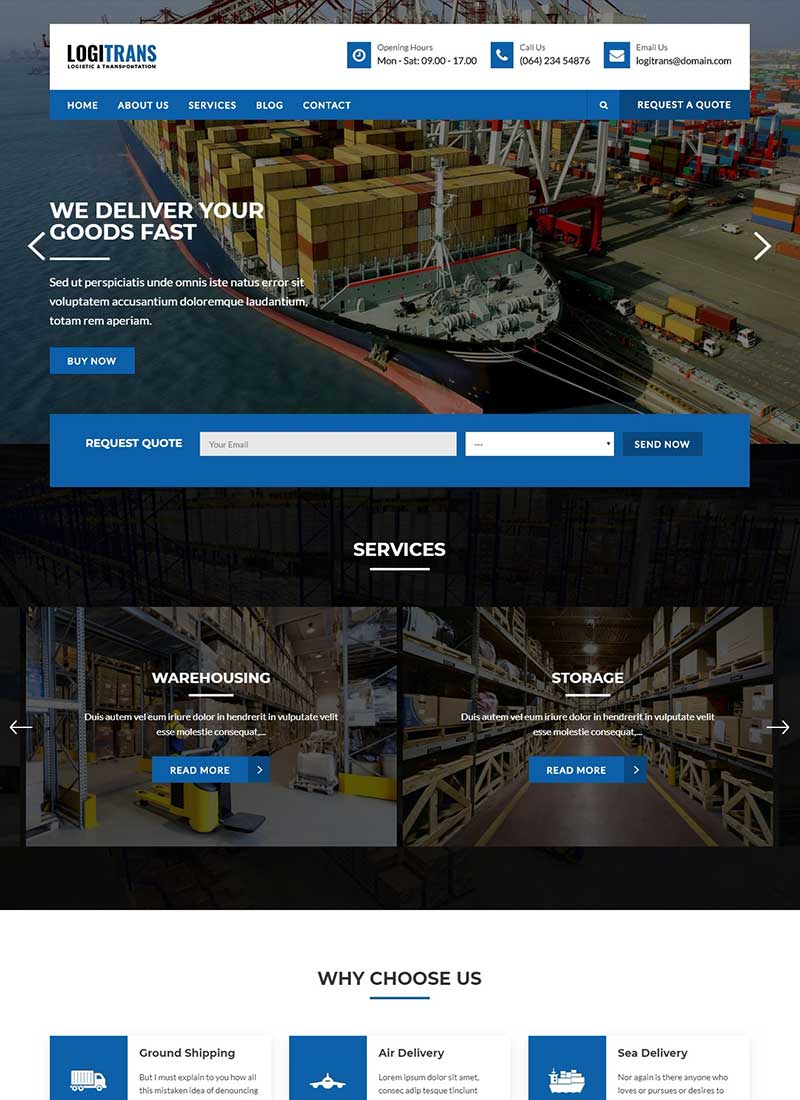 LOGITRANS
LOGISTIC & TRANSPORTATION
Opening Hours
Mon - Sat: 09.00 - 17.00
Call Us
(064) 234 54876
Email Us
logitrans@domain.com
HOME ABOUT US SERVICES BLOG CONTACT REQUEST A QUOTE
WE DELIVER YOUR
GOODS FAST
Sed ut perspiciatis unde omnis iste natus error sit
voluptatem accusantium doloremque laudantium,
totam rem aperiam.
BUY NOW
REQUEST QUOTE Your Email --- SEND NOW
SERVICES
WAREHOUSING
Duis autem vel eum iriure dolor in hendrerit in vulputate velit
esse molestie consequat,...
READ MORE
STORAGE
Duis autem vel eum iriure dolor in hendrerit in vulputate velit
esse molestie consequat,...
READ MORE
WHY CHOOSE US
Ground Shipping
But I must explain to you how all
this mistaken idea of denouncing
Air Delivery
Lorem ipsum dolor sit amet,
consec adip tesque tinciunt
Sea Delivery
Nor again is there anyone who
loves or pursues or desires to